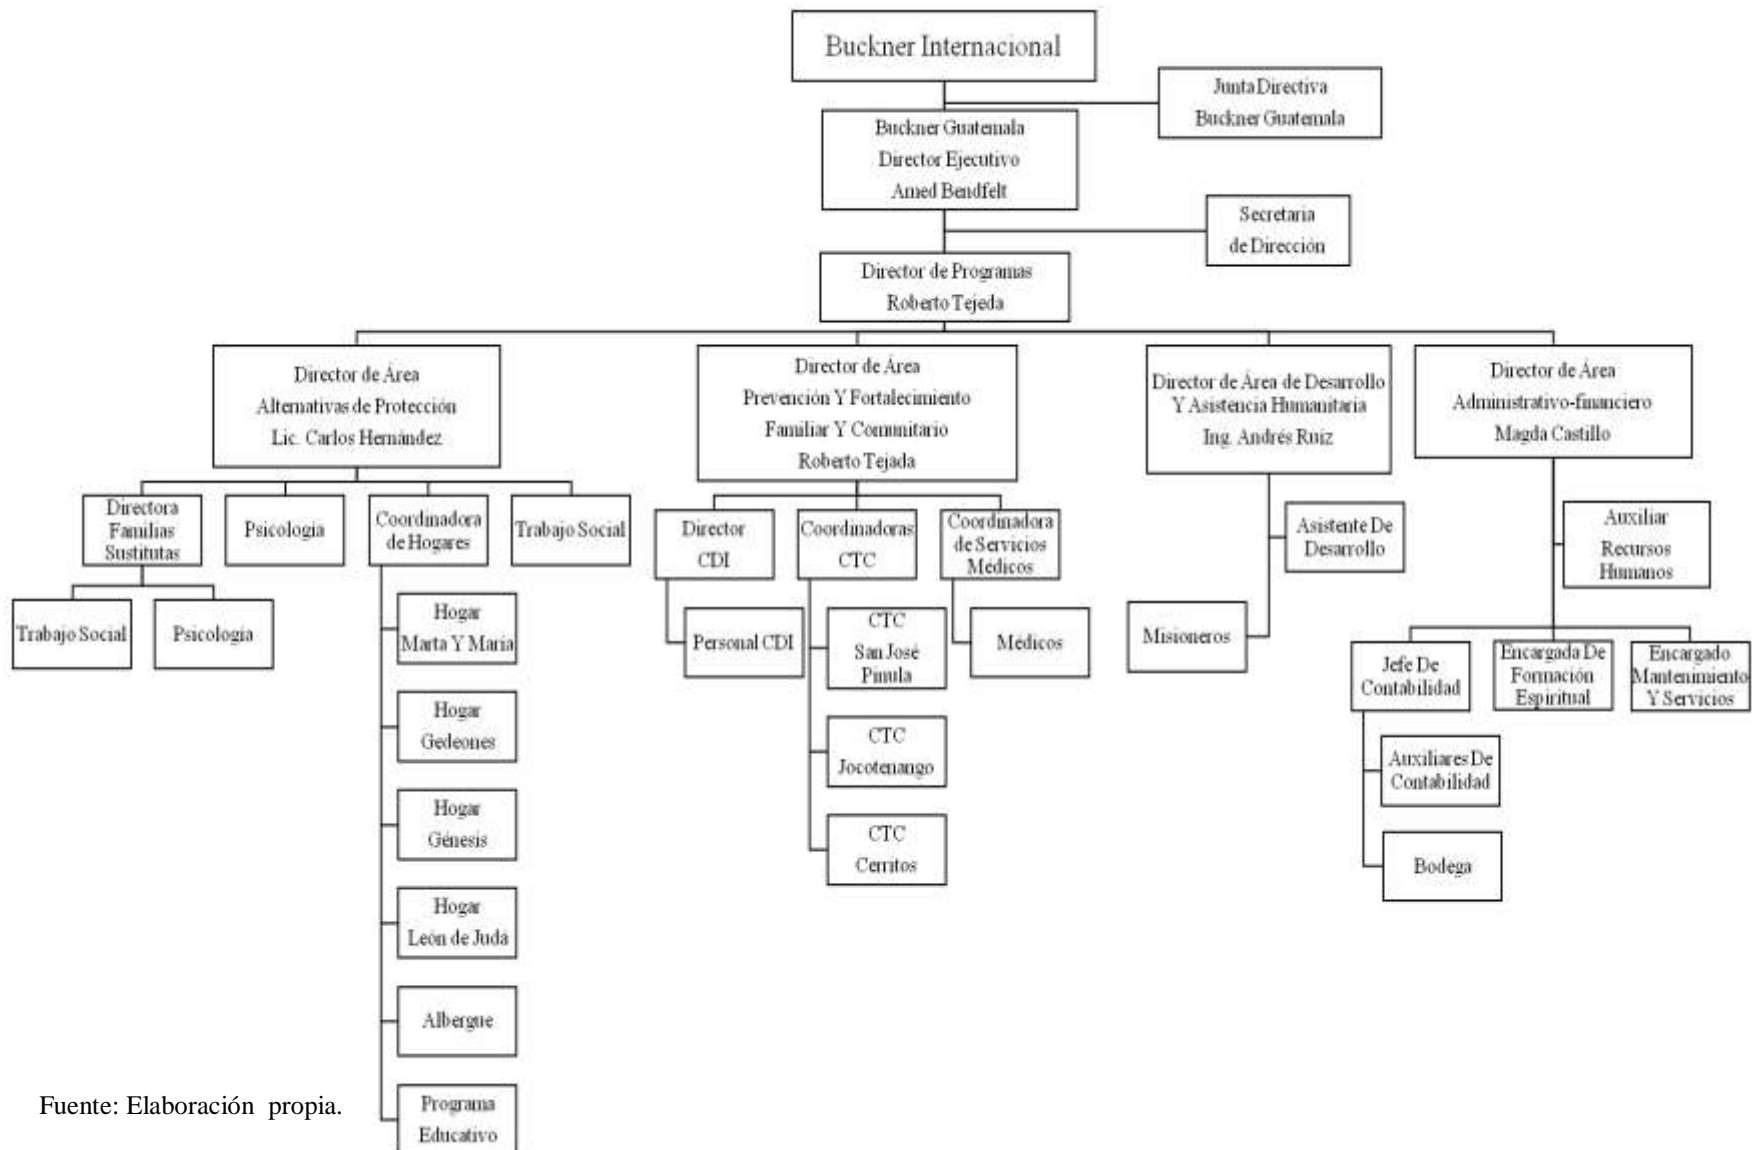 Buckner Internacional
Junta Directiva
Buckner Guatemala
Buckner Guatemala
Director Ejecutivo
Amed Bendfelt
Secretaria
de Dirección
Director de Programas
Roberto Tejeda
Director de Área
Alternativas de Protección
Lic. Carlos Hernández
Director de Área
Prevención Y Fortalecimiento
Familiar Y Comunitario
Roberto Tejada
Director de Área de Desarrollo
Y Asistencia Humanitaria
Ing. Andrés Ruiz
Director de Área
Administrativo-financiero
Magda Castillo
Directora
Familias
Sustitutas
Psicologia
Coordinadora
de Hogares
Trabajo Social
Trabajo Social
Psicologia
Hogar
Marta Y Maria
Hogar
Gedeones
Hogar
Génesis
Hogar
León de Judá
Albergue
Programa
Educativo
Director
CDI
Coordinadoras
CTC
Coordinadora
de Servicios
Médicos
Personal CDI
CTC
San José
Pinula
CTC
Jocotenango
CTC
Cerritos
Médicos
Asistente De
Desarrollo
Misioneros
Auxiliar
Recursos
Humanos
Jefe De
Contabilidad
Encargada De
Formación
Espiritual
Encargado
Mantenimiento
Y Servicios
Auxiliares De
Contabilidad
Bodega
Fuente: Elaboración propia.